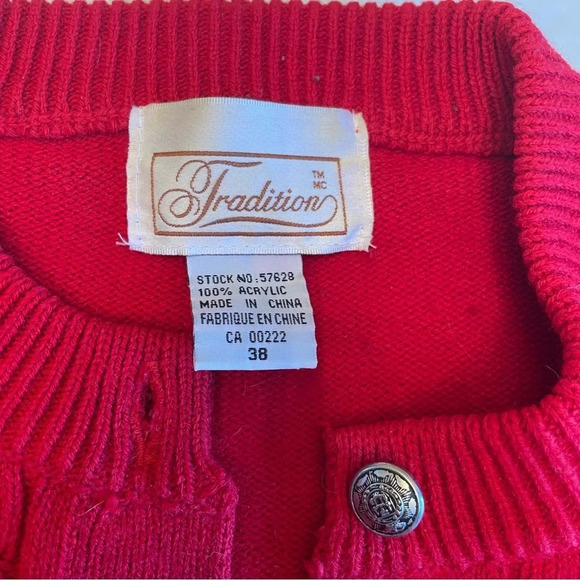 Tradition
TM
MC
STOCK NO:57628
100% ACRYLIC
MADE IN CHINA
FABRIQUE EN CHINE
CA 00222
38